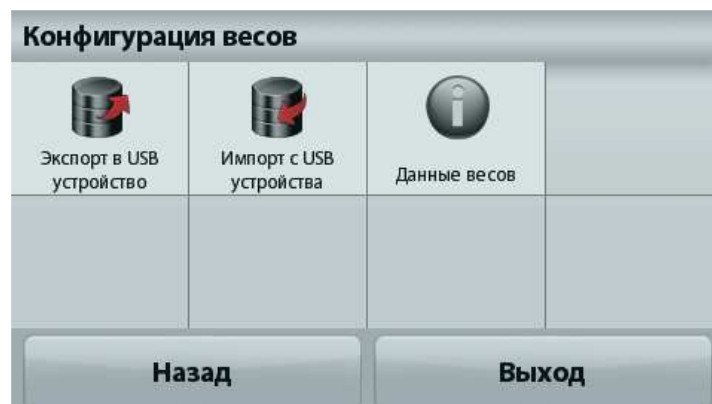 Конфигурация весов
Экспорт в USB
устройство
Импорт с USB
устройства
Данные весов
Назад
Выход